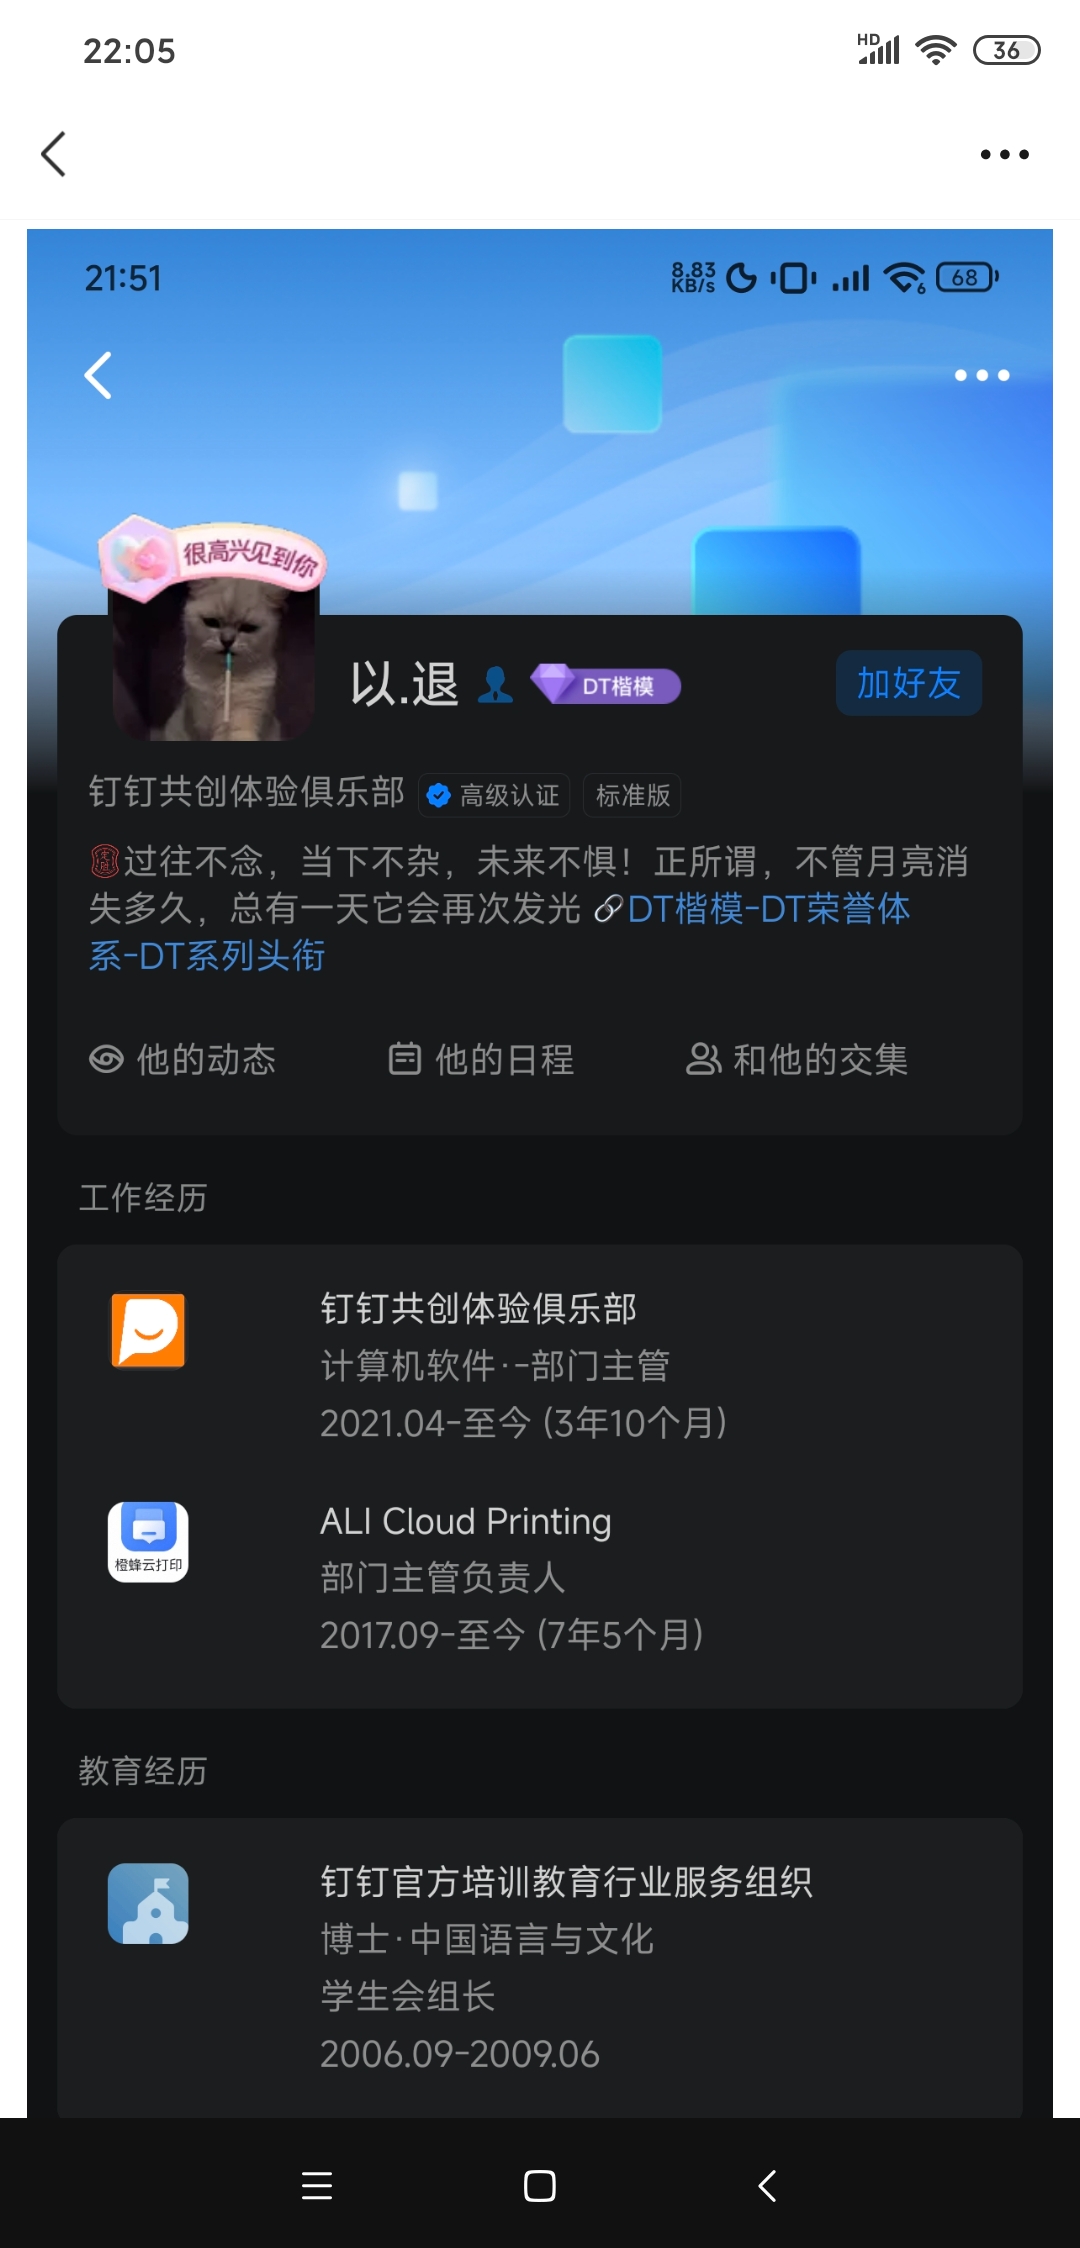 22:05
HD
36
21:51
8.83
KB/s
6
68
很高兴见到你
以.退
DT楷模
加好友
钉钉共创体验俱乐部 高级认证 标准版
过往不念，当下不杂，未来不惧！正所谓，不管月亮消
失多久，总有一天它会再次发光 DT楷模-DT荣誉体
系-DT系列头衔
他的动态 他的日程 和他的交集
工作经历
钉钉共创体验俱乐部
计算机软件·-部门主管
2021.04-至今 (3年10个月)
ALI Cloud Printing
橙蜂云打印
部门主管负责人
2017.09-至今 (7年5个月)
教育经历
钉钉官方培训教育行业服务组织
博士·中国语言与文化
学生会组长
2006.09-2009.06